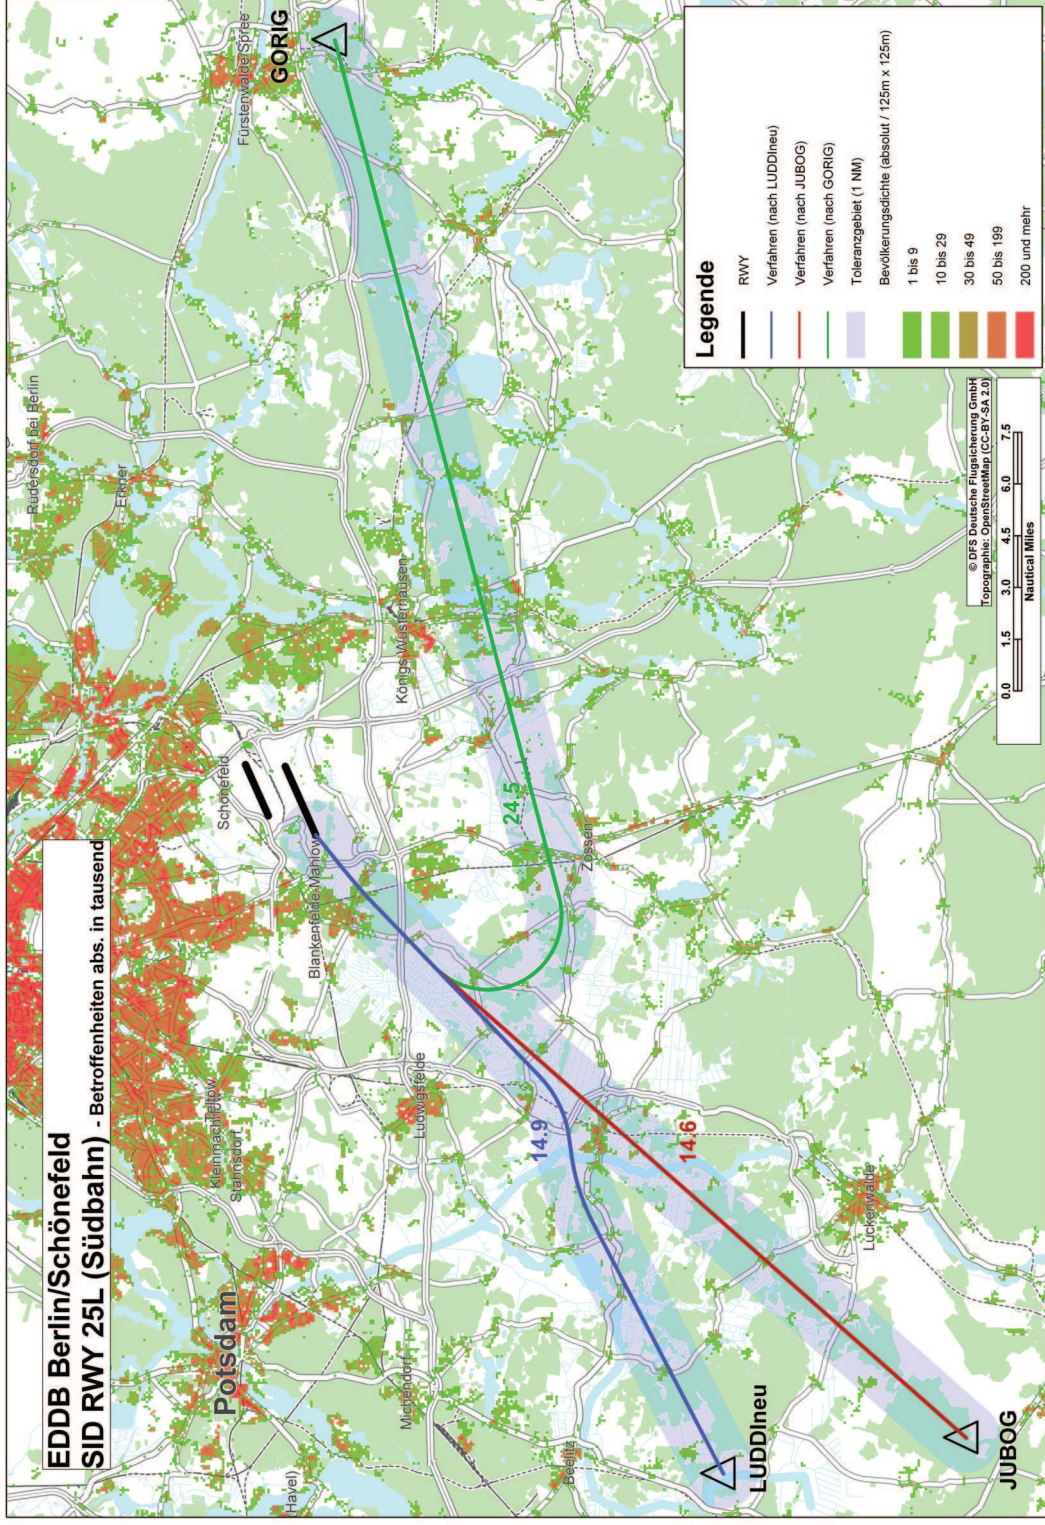 EDDB Berlin/Schönefeld
SID RWY 25L (Südbahn) - Betroffenheiten abs. in tausend
Rüdersdorf bei Berlin
Erkner
Fürstenwalde/Spree
GORIG
Schönefeld
Blankenfelde-Mahlow
Königs Wusterhausen
Kleinmachnow
Teltow
Stahnsdorf
Potsdam
(Havel)
Michendorf
Ludwigsfelde
Beelitz
Zossen
Luckenwalde
24.5
14.9
14.6
LUDDIneu
JUBOG
Legende
RWY
Verfahren (nach LUDDIneu)
Verfahren (nach JUBOG)
Verfahren (nach GORIG)
Toleranzgebiet (1 NM)
Bevölkerungsdichte (absolut / 125m x 125m)
1 bis 9
10 bis 29
30 bis 49
50 bis 199
200 und mehr
© DFS Deutsche Flugsicherung GmbH
Topographie: OpenStreetMap (CC-BY-SA 2.0)
0.0 1.5 3.0 4.5 6.0 7.5
Nautical Miles